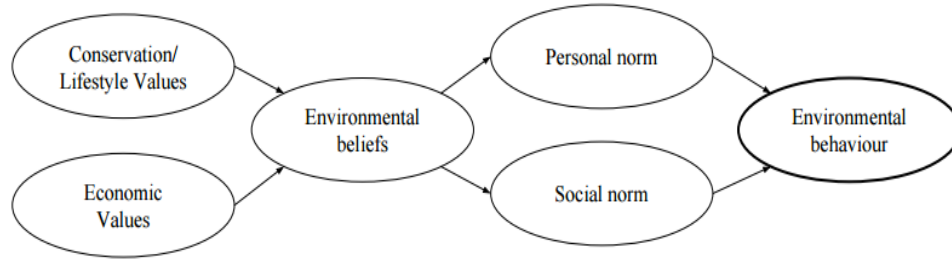 Conservation/
Lifestyle Values
Economic
Values
Environmental
beliefs
Personal norm
Social norm
Environmental
behaviour